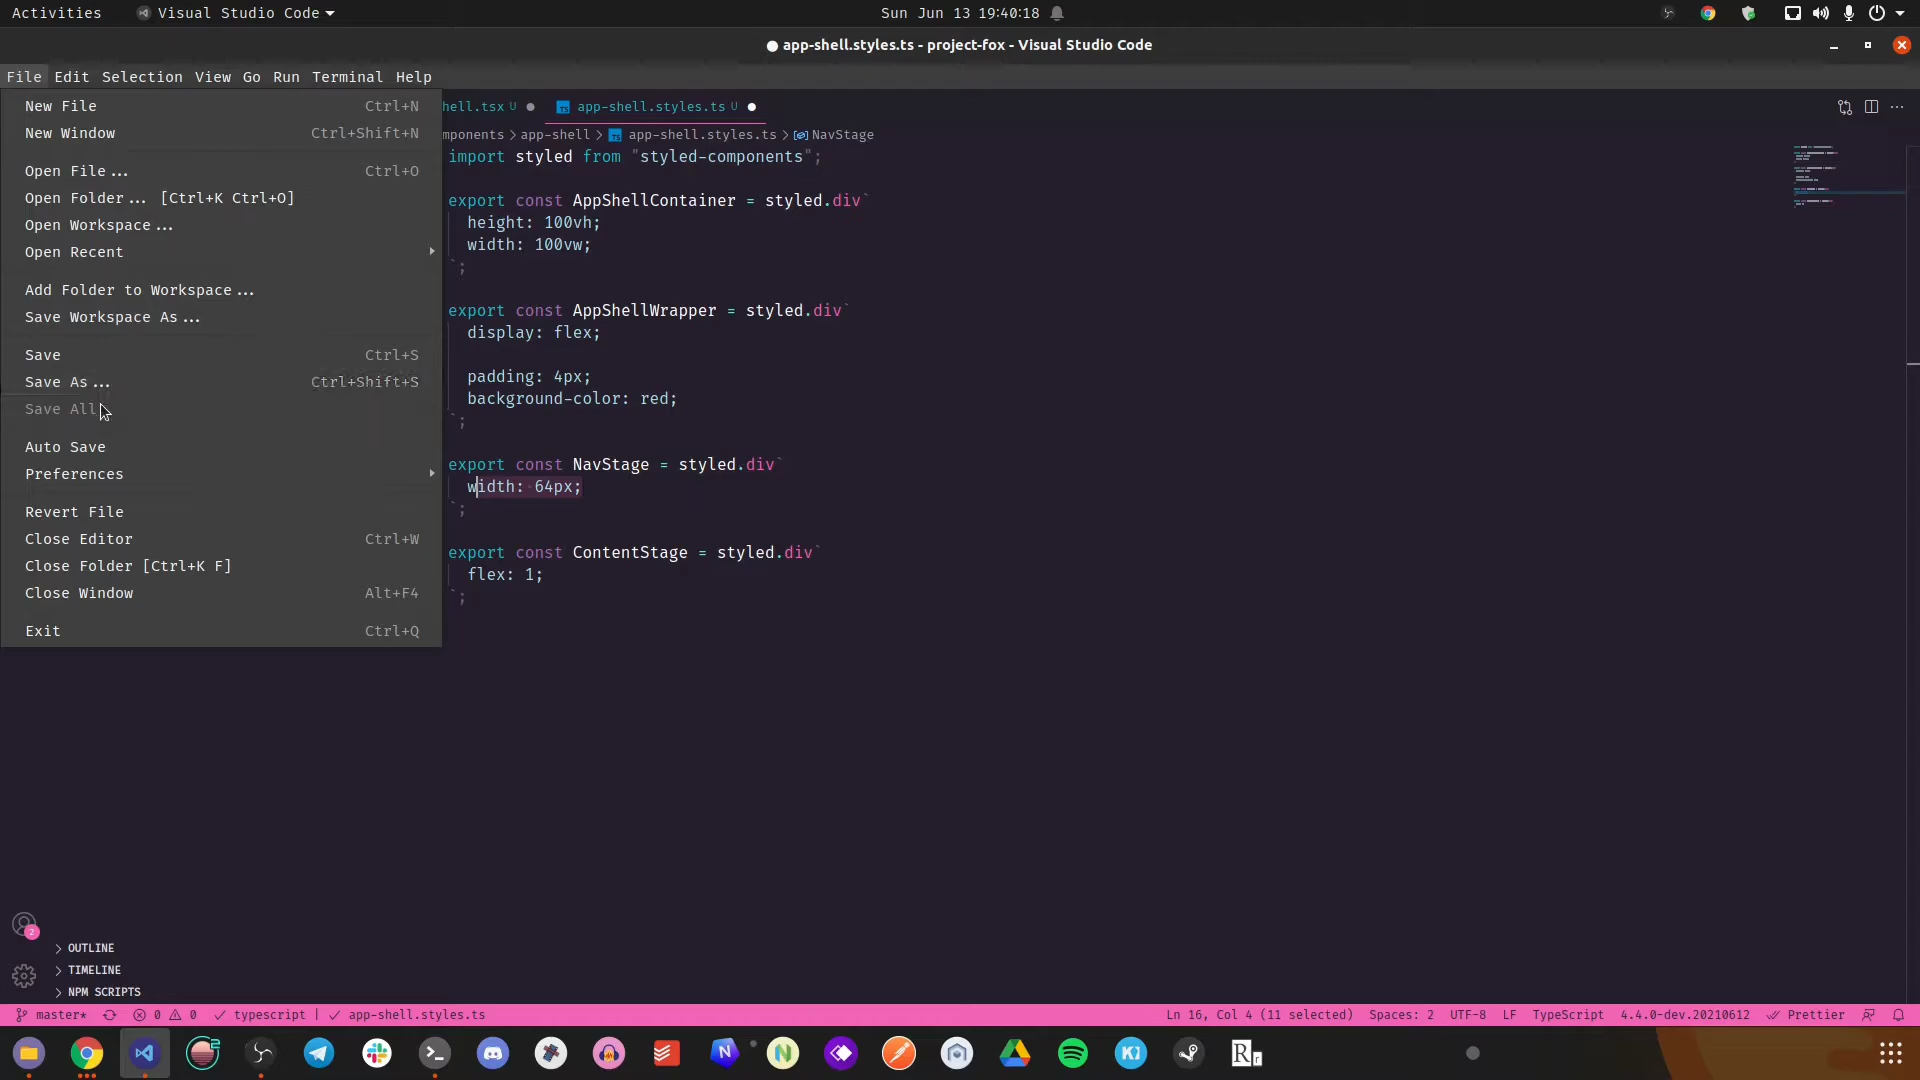 Activities Visual Studio Code Sun Jun 13 19:40:18
● app-shell.styles.ts - project-fox - Visual Studio Code
File Edit Selection View Go Run Terminal Help
New File Ctrl+N
New Window Ctrl+Shift+N
Open File... Ctrl+O
Open Folder... [Ctrl+K Ctrl+O]
Open Workspace...
Open Recent
Add Folder to Workspace...
Save Workspace As...
Save Ctrl+S
Save As... Ctrl+Shift+S
Save All
Auto Save
Preferences
Revert File
Close Editor Ctrl+W
Close Folder [Ctrl+K F]
Close Window Alt+F4
Exit Ctrl+Q
hell.tsx U ● app-shell.styles.ts U ●
mponents > app-shell > TS app-shell.styles.ts > NavStage
import styled from "styled-components";
export const AppShellContainer = styled.div`
height: 100vh;
width: 100vw;
`;
export const AppShellWrapper = styled.div`
display: flex;
padding: 4px;
background-color: red;
`;
export const NavStage = styled.div`
width: 64px;
`;
export const ContentStage = styled.div`
flex: 1;
`;
2
> OUTLINE
> TIMELINE
> NPM SCRIPTS
master* 0 0 ✓ typescript | ✓ app-shell.styles.ts Ln 16, Col 4 (11 selected) Spaces: 2 UTF-8 LF TypeScript 4.4.0-dev.20210612 Prettier